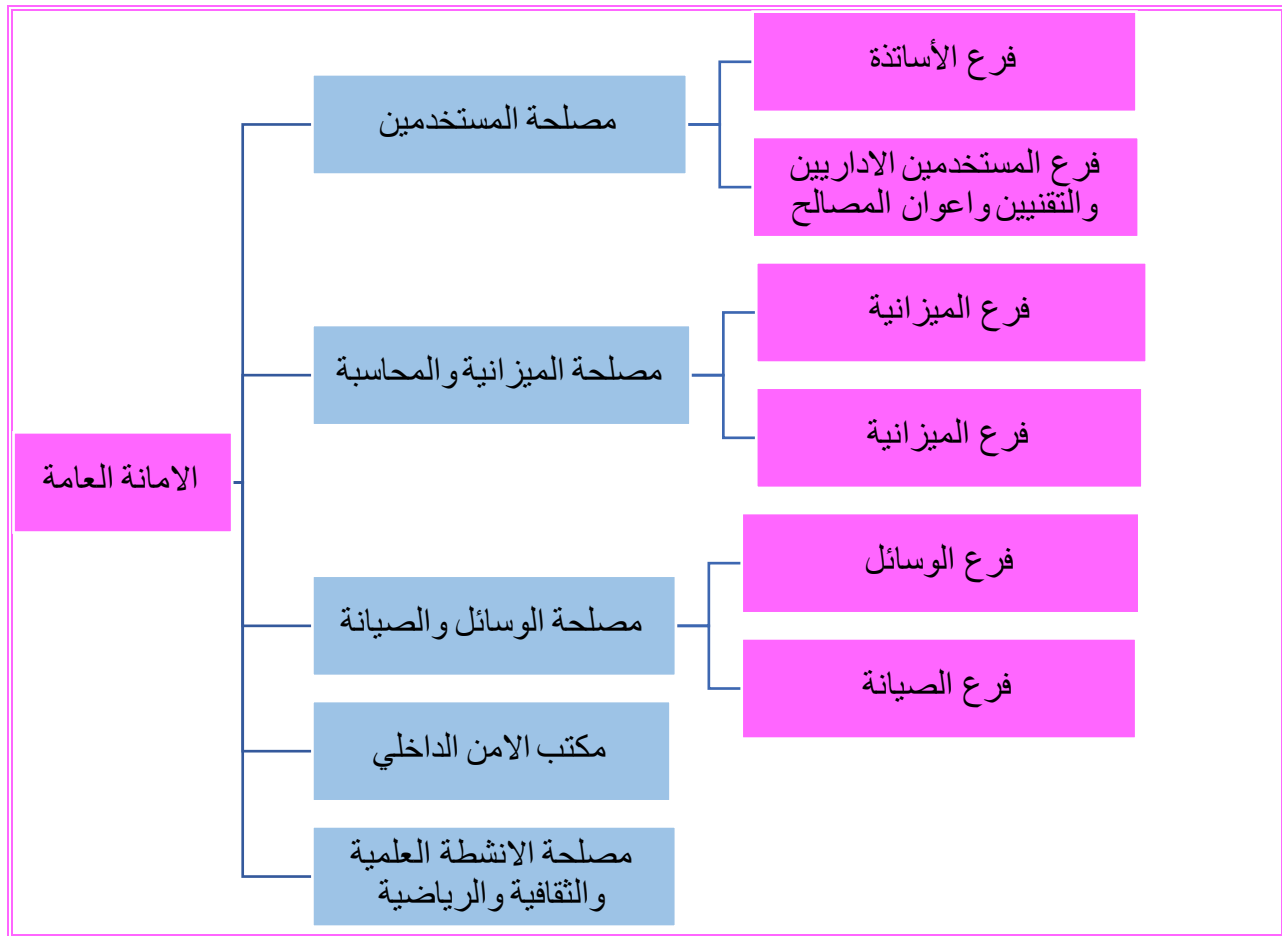 الامانة العامة
مصلحة المستخدمين
فرع الأساتذة
فرع المستخدمين الاداريين
والتقنيين واعوان المصالح
مصلحة الميزانية والمحاسبة
فرع الميزانية
فرع الميزانية
مصلحة الوسائل والصيانة
فرع الوسائل
فرع الصيانة
مكتب الامن الداخلي
مصلحة الانشطة العلمية
والثقافية والرياضية